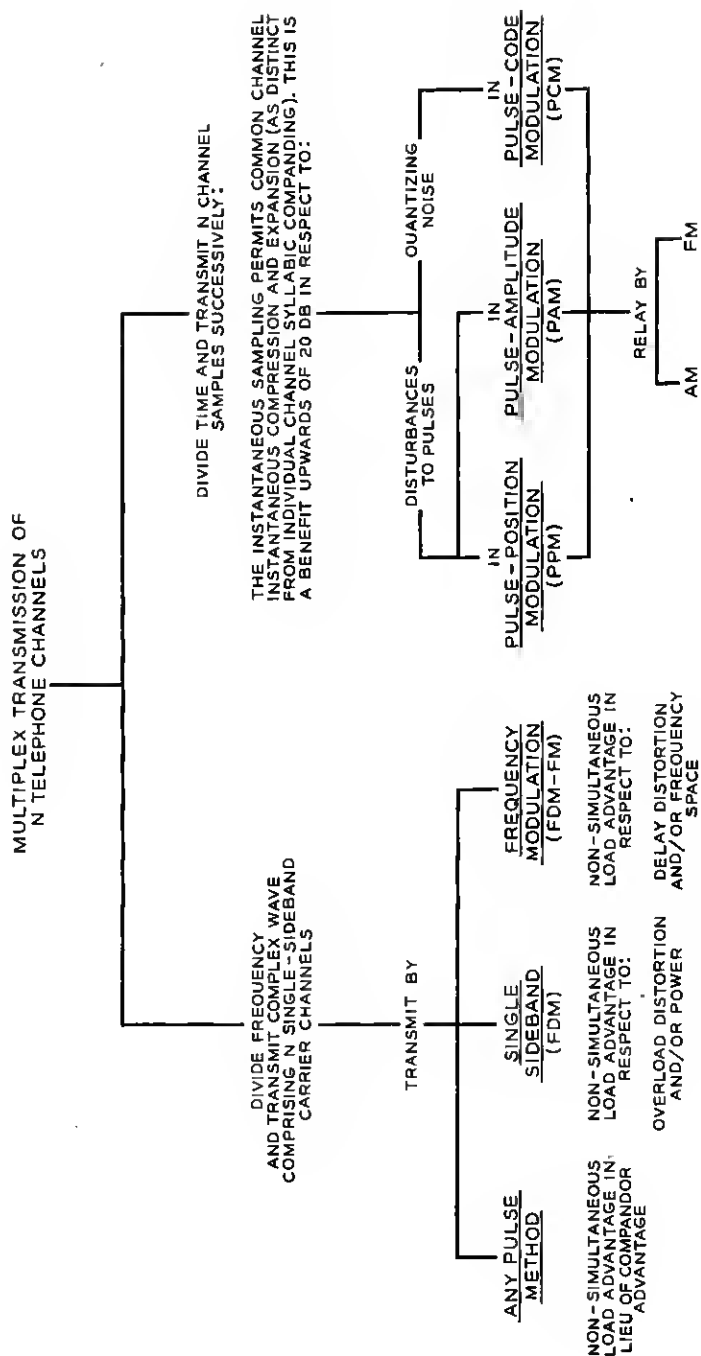 MULTIPLEX TRANSMISSION OF
N TELEPHONE CHANNELS
DIVIDE FREQUENCY
AND TRANSMIT COMPLEX WAVE
COMPRISING N SINGLE-SIDEBAND
CARRIER CHANNELS
TRANSMIT BY
ANY PULSE
METHOD
NON-SIMULTANEOUS
LOAD ADVANTAGE IN
LIEU OF COMPANDOR
ADVANTAGE
SINGLE
SIDEBAND
(FDM)
NON-SIMULTANEOUS
LOAD ADVANTAGE IN
RESPECT TO:
OVERLOAD DISTORTION
AND/OR POWER
FREQUENCY
MODULATION
(FDM-FM)
NON-SIMULTANEOUS
LOAD ADVANTAGE IN
RESPECT TO:
DELAY DISTORTION
AND/OR FREQUENCY
SPACE
DIVIDE TIME AND TRANSMIT N CHANNEL
SAMPLES SUCCESSIVELY:
THE INSTANTANEOUS SAMPLING PERMITS COMMON CHANNEL
INSTANTANEOUS COMPRESSION AND EXPANSION (AS DISTINCT
FROM INDIVIDUAL CHANNEL SYLLABIC COMPANDING). THIS IS
A BENEFIT UPWARDS OF 20 DB IN RESPECT TO:
DISTURBANCES
TO PULSES
QUANTIZING
NOISE
IN
PULSE-POSITION
MODULATION
(PPM)
IN
PULSE-AMPLITUDE
MODULATION
(PAM)
IN
PULSE-CODE
MODULATION
(PCM)
RELAY BY
AM
FM